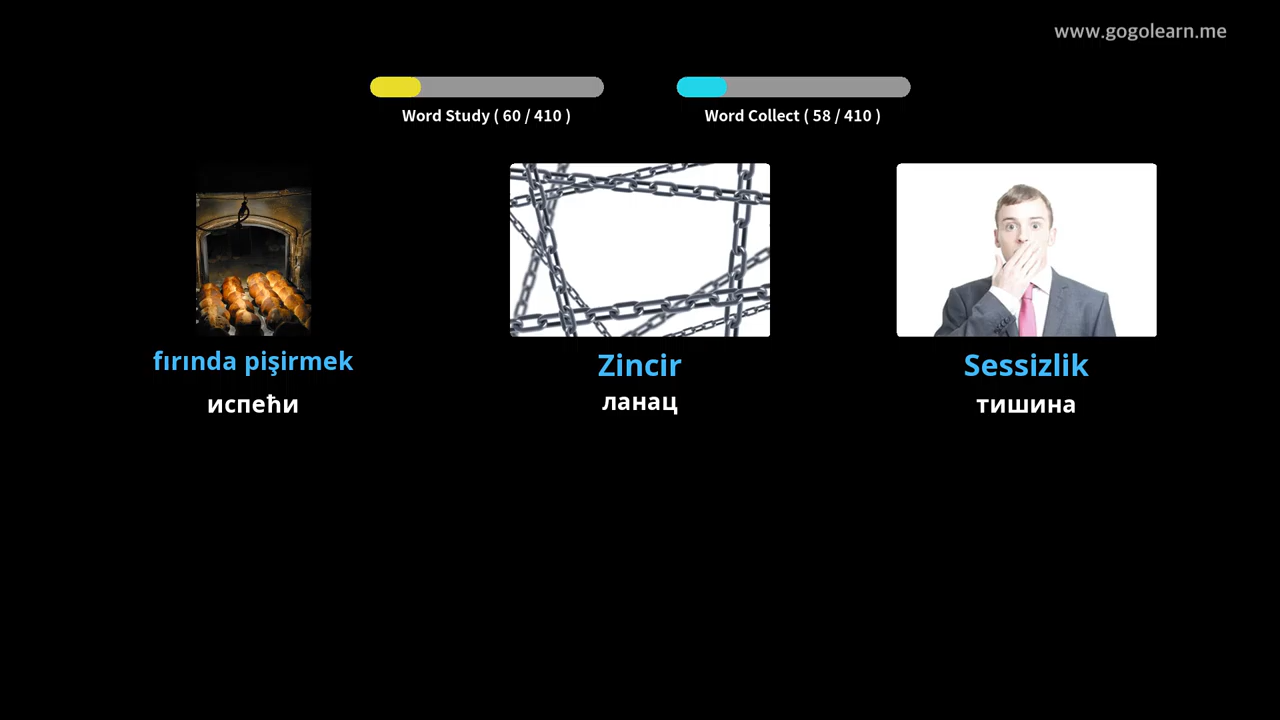 www.gogolearn.me
Word Study ( 60 / 410 )
Word Collect ( 58 / 410 )
fırında pişirmek
испећи
Zincir
ланац
Sessizlik
тишина